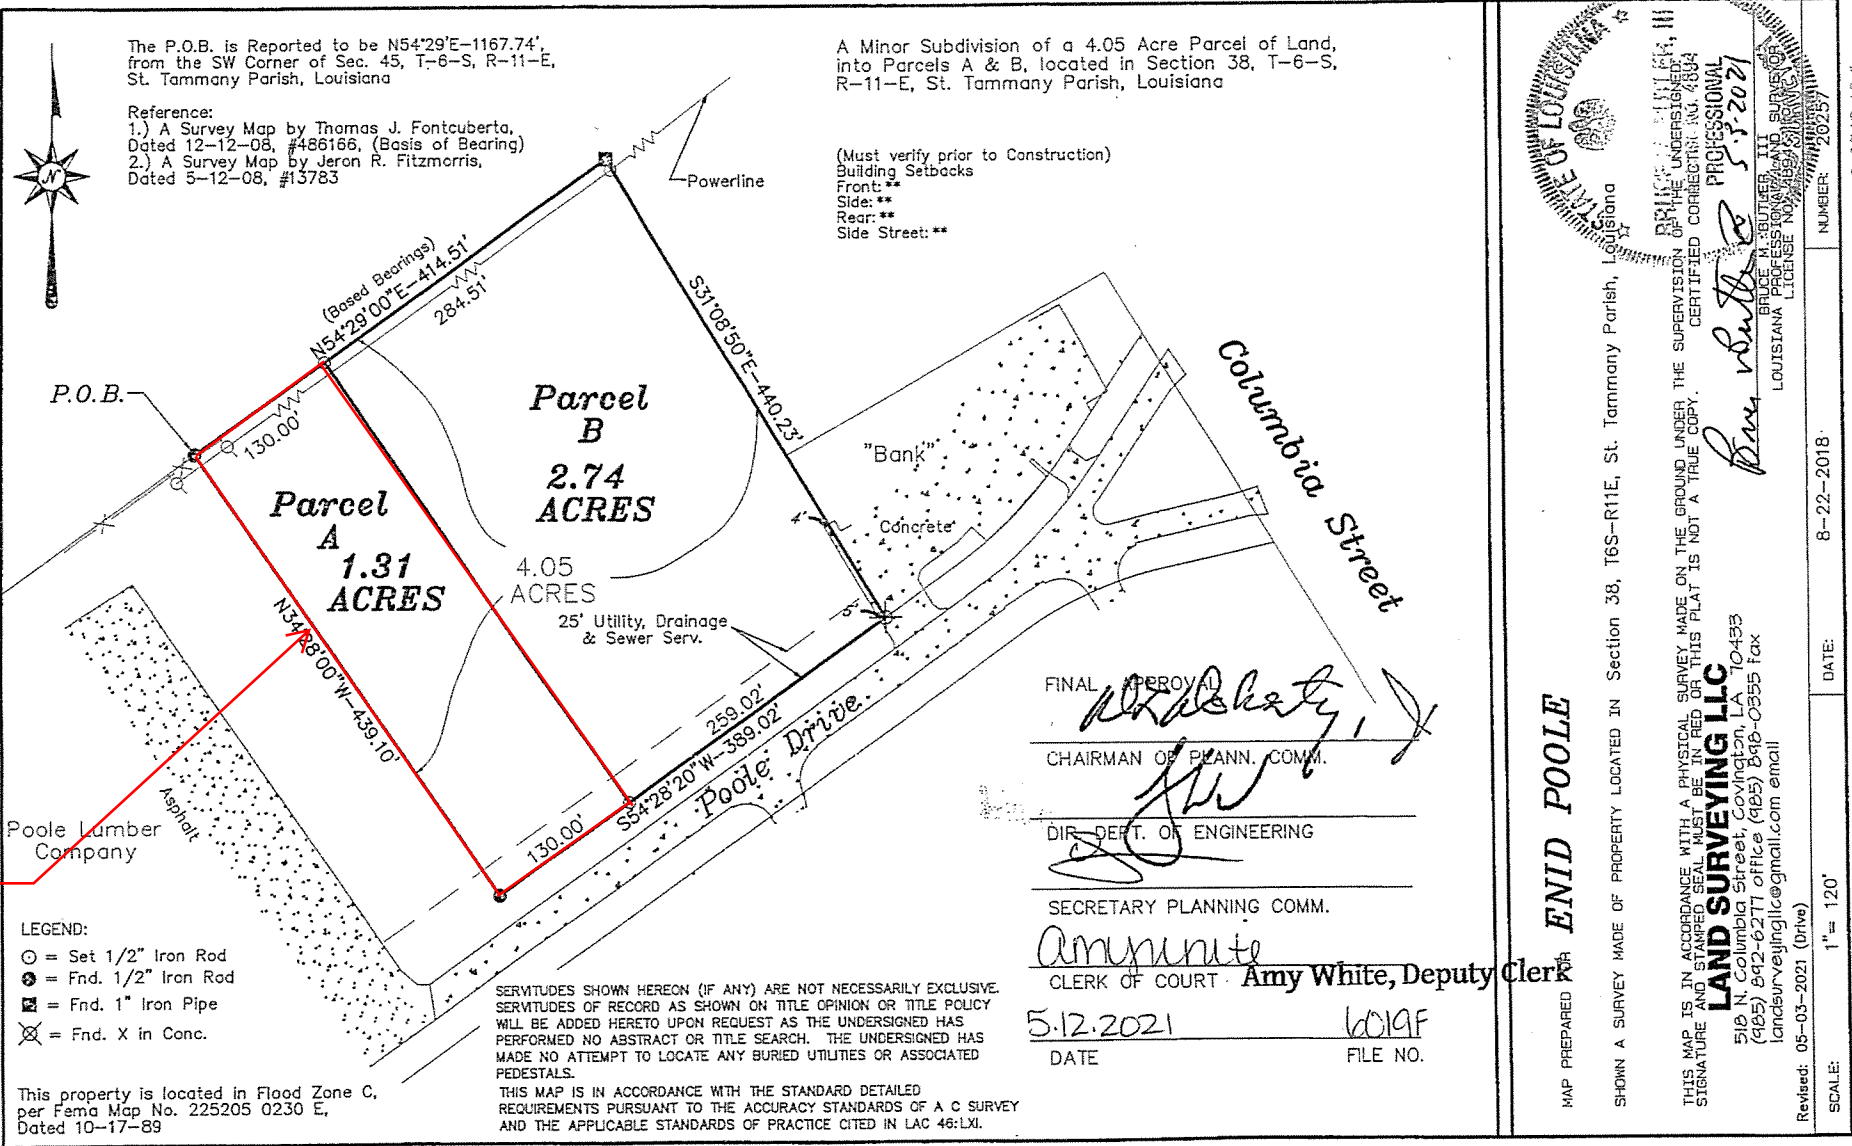 The P.O.B. is Reported to be N54°29'E-1167.74',
from the SW Corner of Sec. 45, T-6-S, R-11-E,
St. Tammany Parish, Louisiana
Reference:
1.) A Survey Map by Thomas J. Fontcuberta,
Dated 12-12-08, #486166, (Basis of Bearing)
2.) A Survey Map by Jeron R. Fitzmorris,
Dated 5-12-08, #13783
A Minor Subdivision of a 4.05 Acre Parcel of Land,
into Parcels A & B, located in Section 38, T-6-S,
R-11-E, St. Tammany Parish, Louisiana
(Must verify prior to Construction)
Building Setbacks
Front: **
Side: **
Rear: **
Side Street: **
N
Powerline
(Based Bearings)
N54°29'00"E-414.51'
284.51'
S31°08'50"E-440.23'
P.O.B.
130.00'
Parcel
B
2.74
ACRES
Parcel
A
1.31
ACRES
4.05
ACRES
"Bank"
Concrete
4'
5'
Columbia Street
25' Utility, Drainage
& Sewer Serv.
N34°28'00"W-439.10'
259.02'
S54°28'20"W-389.02'
130.00'
Poole Drive
Asphalt
Poole Lumber
Company
LEGEND:
= Set 1/2" Iron Rod
= Fnd. 1/2" Iron Rod
= Fnd. 1" Iron Pipe
= Fnd. X in Conc.
This property is located in Flood Zone C,
per Fema Map No. 225205 0230 E,
Dated 10-17-89
SERVITUDES SHOWN HEREON (IF ANY) ARE NOT NECESSARILY EXCLUSIVE.
SERVITUDES OF RECORD AS SHOWN ON TITLE OPINION OR TITLE POLICY
WILL BE ADDED HERETO UPON REQUEST AS THE UNDERSIGNED HAS
PERFORMED NO ABSTRACT OR TITLE SEARCH. THE UNDERSIGNED HAS
MADE NO ATTEMPT TO LOCATE ANY BURIED UTILITIES OR ASSOCIATED
PEDESTALS.
THIS MAP IS IN ACCORDANCE WITH THE STANDARD DETAILED
REQUIREMENTS PURSUANT TO THE ACCURACY STANDARDS OF A C SURVEY
AND THE APPLICABLE STANDARDS OF PRACTICE CITED IN LAC 46:LXI.
FINAL APPROVAL
CHAIRMAN OF PLANN. COMM.
DIR. DEPT. OF ENGINEERING
SECRETARY PLANNING COMM.
Amy White
CLERK OF COURT Amy White, Deputy Clerk
5.12.2021 6019F
DATE FILE NO.
MAP PREPARED FOR ENID POOLE
SHOWN A SURVEY MADE OF PROPERTY LOCATED IN Section 38, T6S-R11E, St. Tammany Parish, Louisiana
THIS MAP IS IN ACCORDANCE WITH A PHYSICAL SURVEY MADE ON THE GROUND UNDER THE SUPERVISION OF THE UNDERSIGNED.
SIGNATURE AND STAMPED SEAL MUST BE IN RED OR THIS PLAT IS NOT A TRUE COPY. CERTIFIED CORRECT
LAND SURVEYING LLC
518 N. Columbia Street, Covington, LA 70433
(985) 892-6277 office (985) 898-0355 fax
landsurveyingllc@gmail.com email
STATE OF LOUISIANA
BRUCE M. BUTLER, III
PROFESSIONAL
5-3-2021
BRUCE M. BUTLER, III
LOUISIANA PROFESSIONAL LAND SURVEYOR
LICENSE NO. 4894
Revised: 05-03-2021 (Drive)
SCALE: 1"= 120'
DATE: 8-22-2018
NUMBER: 20257